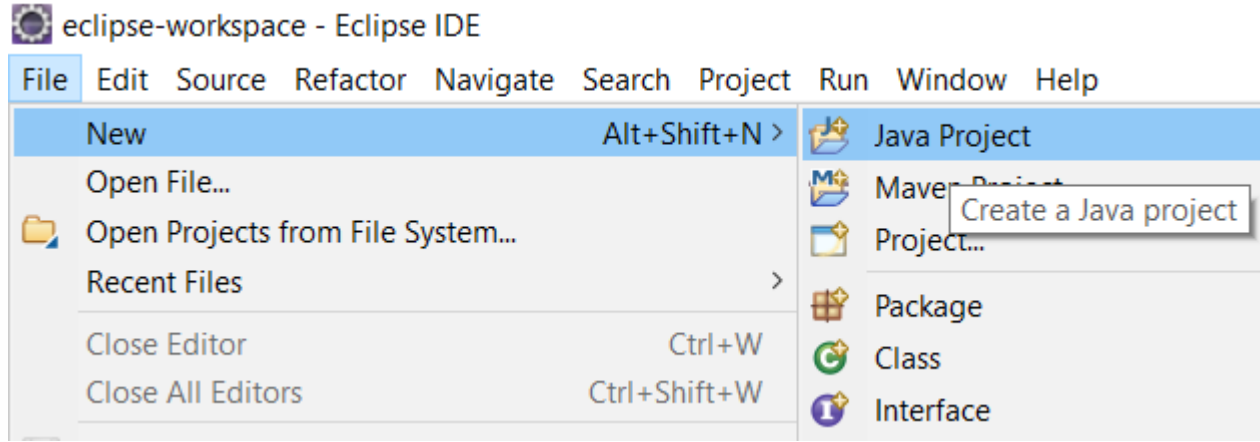 eclipse-workspace - Eclipse IDE
File Edit Source Refactor Navigate Search Project Run Window Help
New Alt+Shift+N >
Open File...
Open Projects from File System...
Recent Files >
Close Editor Ctrl+W
Close All Editors Ctrl+Shift+W
Java Project
Maven Project
Create a Java project
Project...
Package
Class
Interface